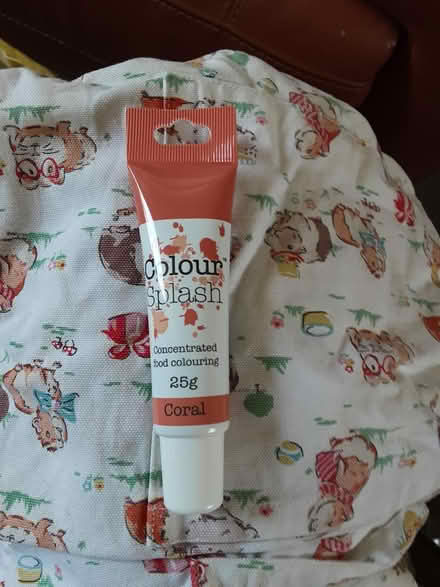 Colour
Splash
Concentrated
food colouring
25g
Coral